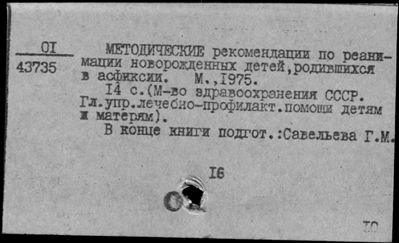 01
43735
МЕТОДИЧЕСКИЕ рекомендации по реани-
мации новорожденных детей,родившихся
в асфиксии. М.,1975.
14 с.(М-во здравоохранения СССР.
Гл.упр.лечебно-профилакт.помощи детям
и матерям).
В конце книги подгот.:Савельева Г.М.
16